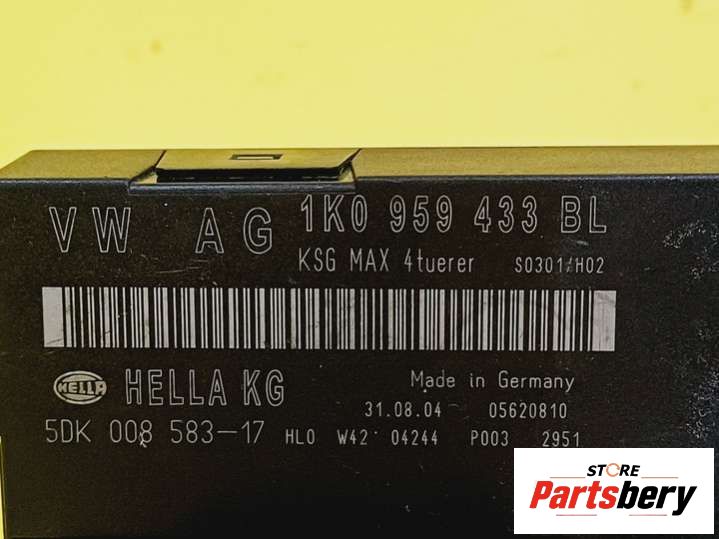 VW AG 1K0 959 433 BL
KSG MAX 4tuerer S0301/H02
HELLA HELLA KG Made in Germany
31.08.04 05620810
5DK 008 583-17 HL0 W42 04244 P003 2951
STORE
Partsbery